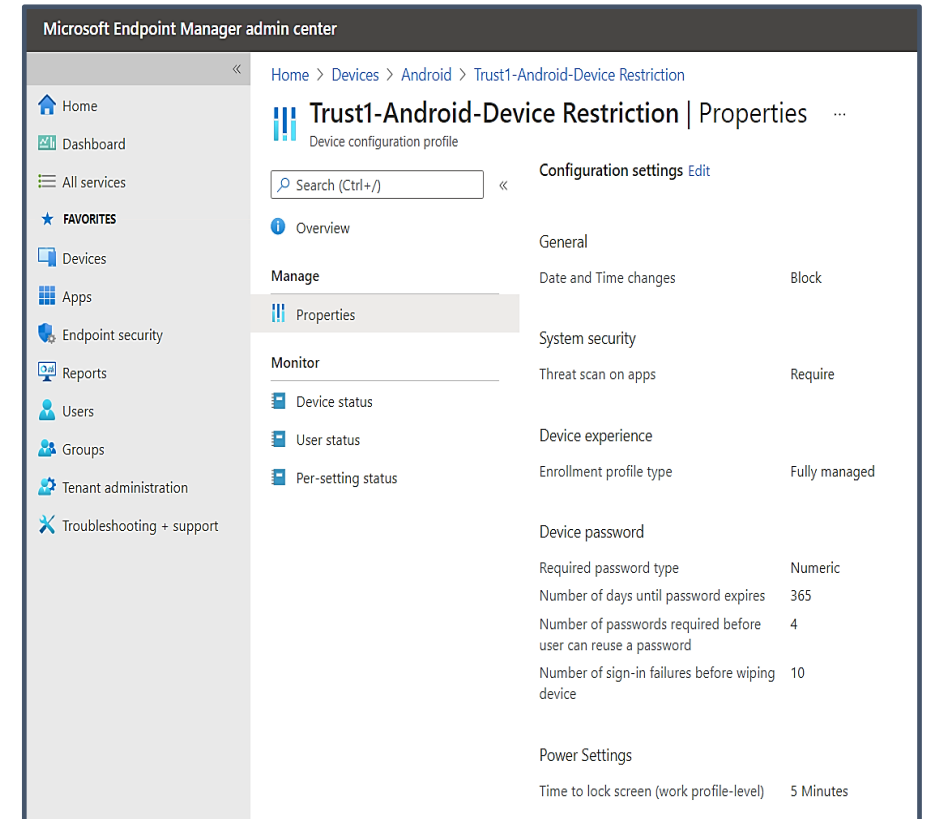 Microsoft Endpoint Manager admin center
«
Home
Dashboard
All services
FAVORITES
Devices
Apps
Endpoint security
Reports
Users
Groups
Tenant administration
Troubleshooting + support
Home > Devices > Android > Trust1-Android-Device Restriction
Trust1-Android-Device Restriction | Properties ...
Device configuration profile
Search (Ctrl+/) «
Overview
Manage
Properties
Monitor
Device status
User status
Per-setting status
Configuration settings Edit
General
Date and Time changes Block
System security
Threat scan on apps Require
Device experience
Enrollment profile type Fully managed
Device password
Required password type Numeric
Number of days until password expires 365
Number of passwords required before 4
user can reuse a password
Number of sign-in failures before wiping 10
device
Power Settings
Time to lock screen (work profile-level) 5 Minutes